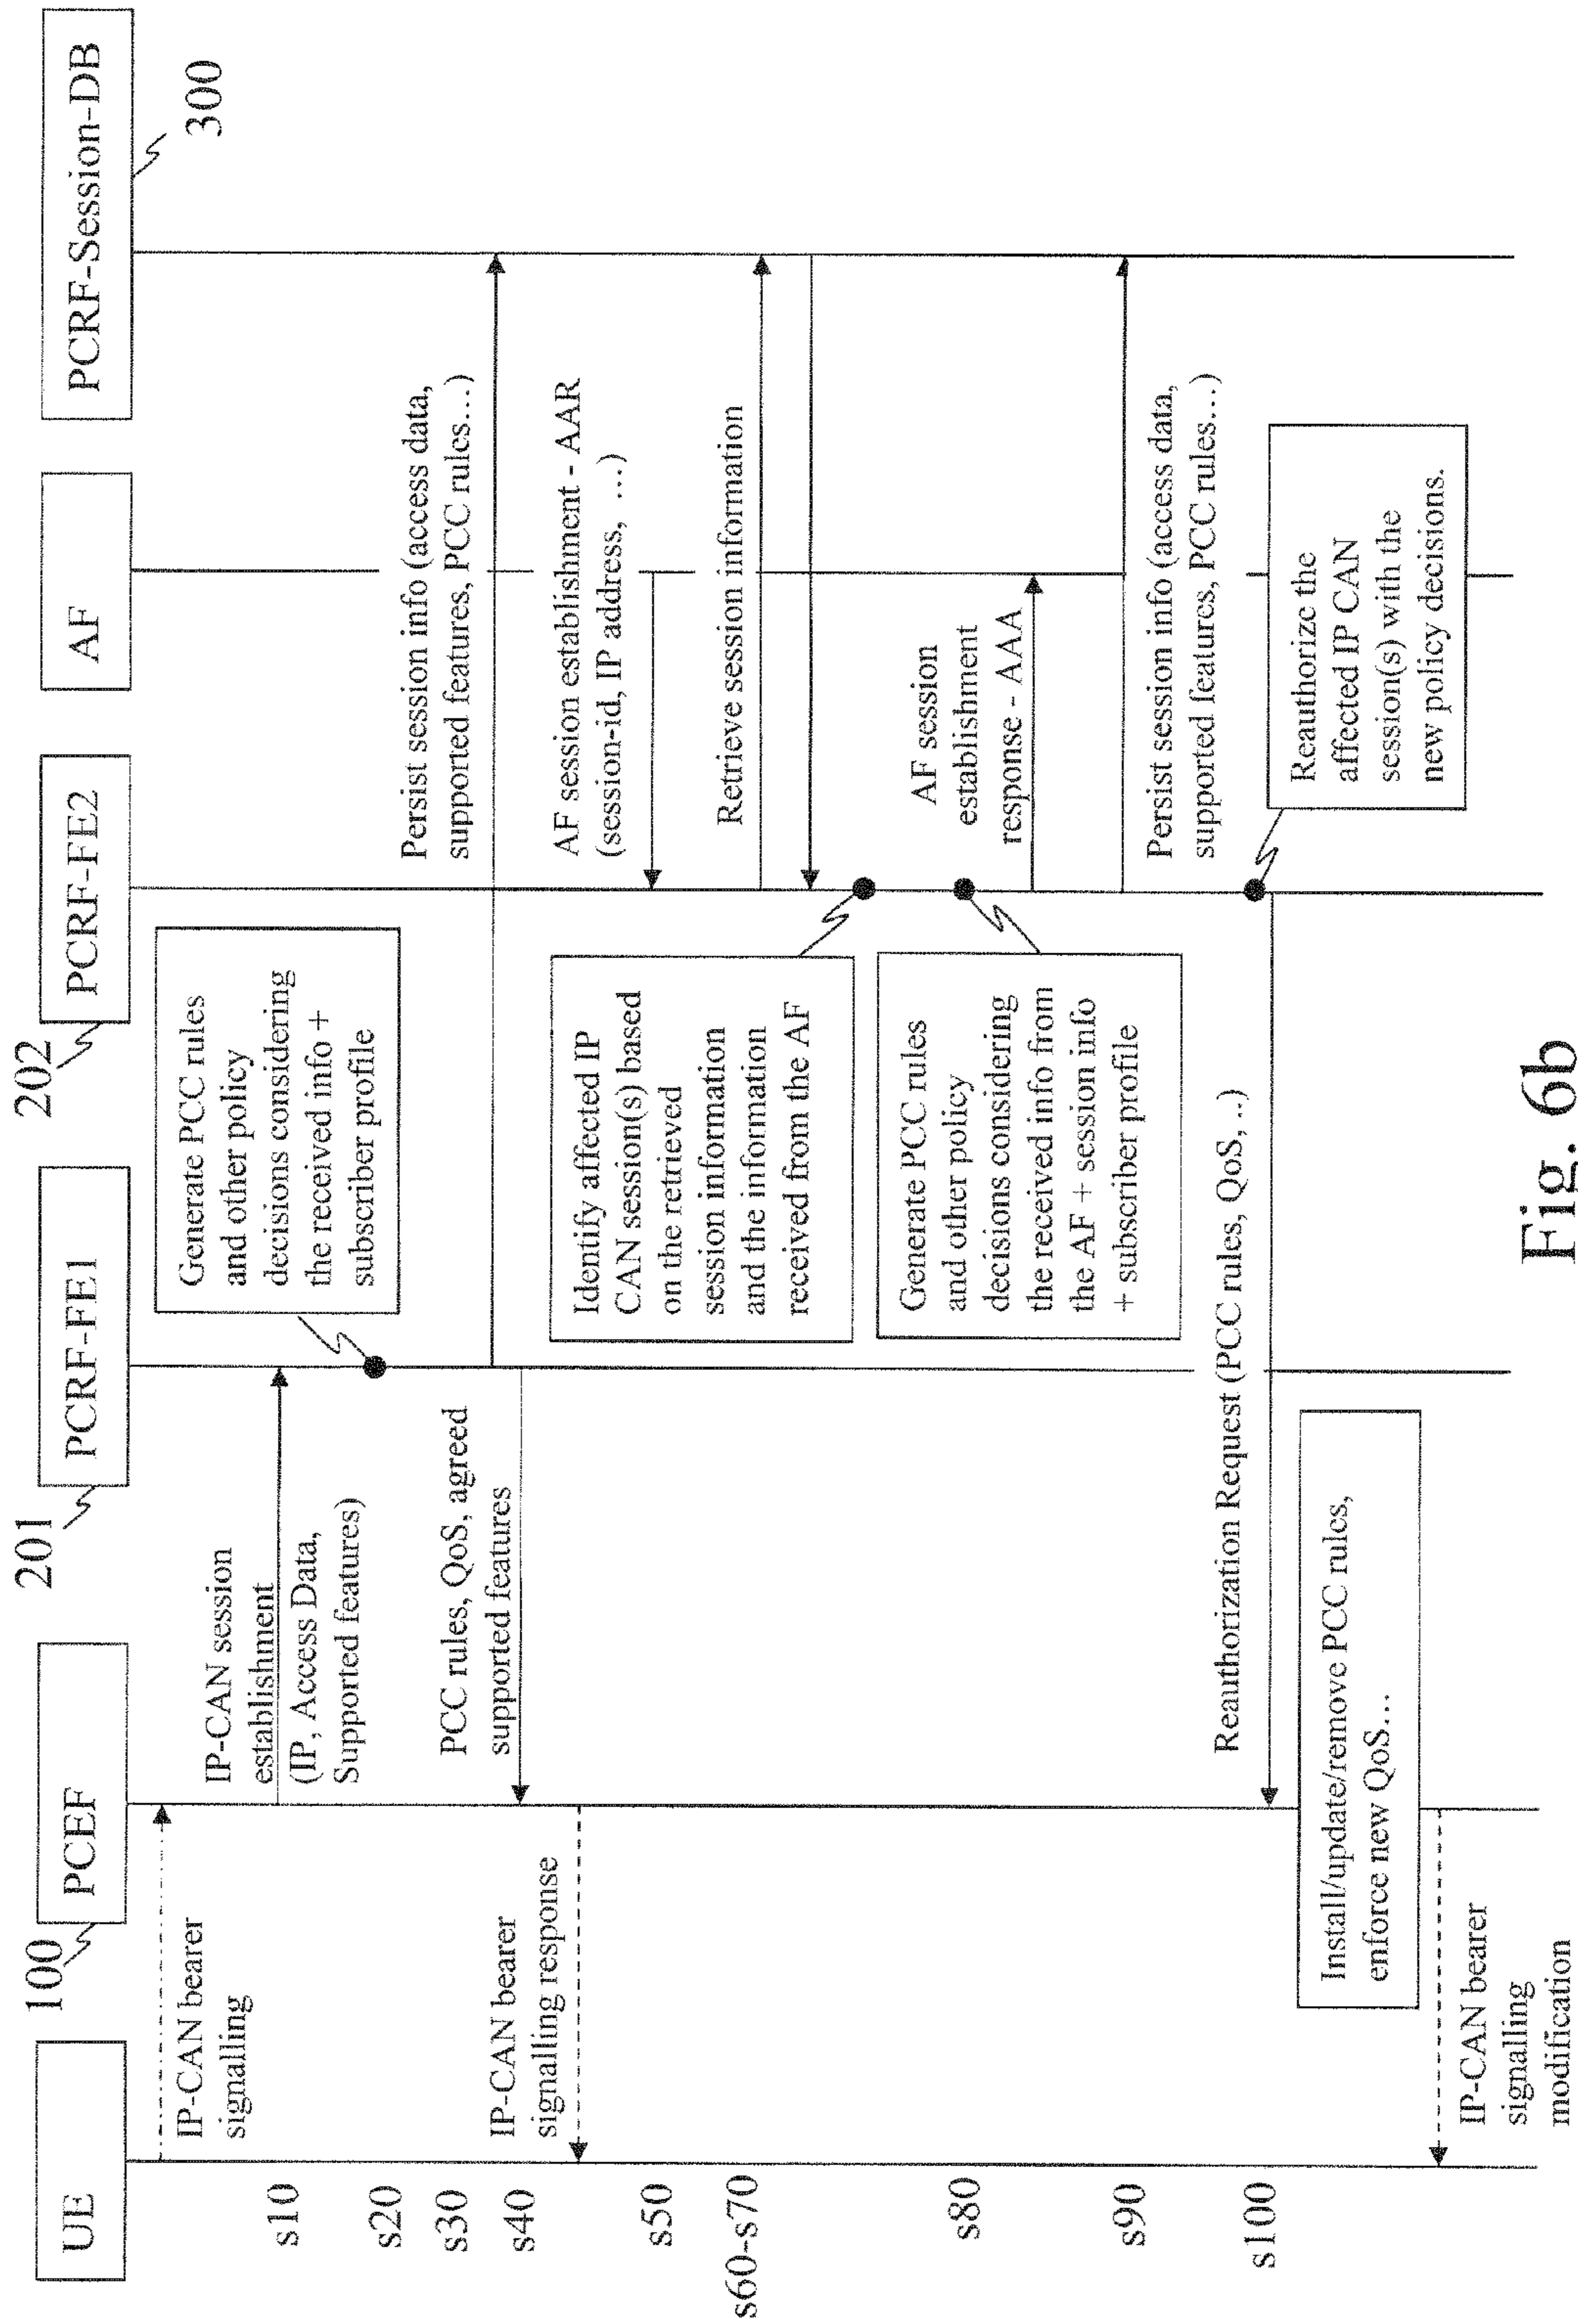 UE
100
PCEF
201
PCRF-FE1
202
PCRF-FE2
AF
PCRF-Session-DB
300
IP-CAN bearer
signalling
s10
IP-CAN session
establishment
(IP, Access Data,
Supported features)
s20
Generate PCC rules
and other policy
decisions considering
the received info +
subscriber profile
s30
Persist session info (access data,
supported features, PCC rules…)
s40
PCC rules, QoS, agreed
supported features
IP-CAN bearer
signalling response
s50
AF session establishment - AAR
(session-id, IP address, …)
s60-s70
Retrieve session information
Identify affected IP
CAN session(s) based
on the retrieved
session information
and the information
received from the AF
s80
Generate PCC rules
and other policy
decisions considering
the received info from
the AF + session info
+ subscriber profile
AF session
establishment
response - AAA
s90
Persist session info (access data,
supported features, PCC rules…)
s100
Reauthorize the
affected IP CAN
session(s) with the
new policy decisions.
Reauthorization Request (PCC rules, QoS, ..)
Install/update/remove PCC rules,
enforce new QoS…
IP-CAN bearer
signalling
modification
Fig. 6b